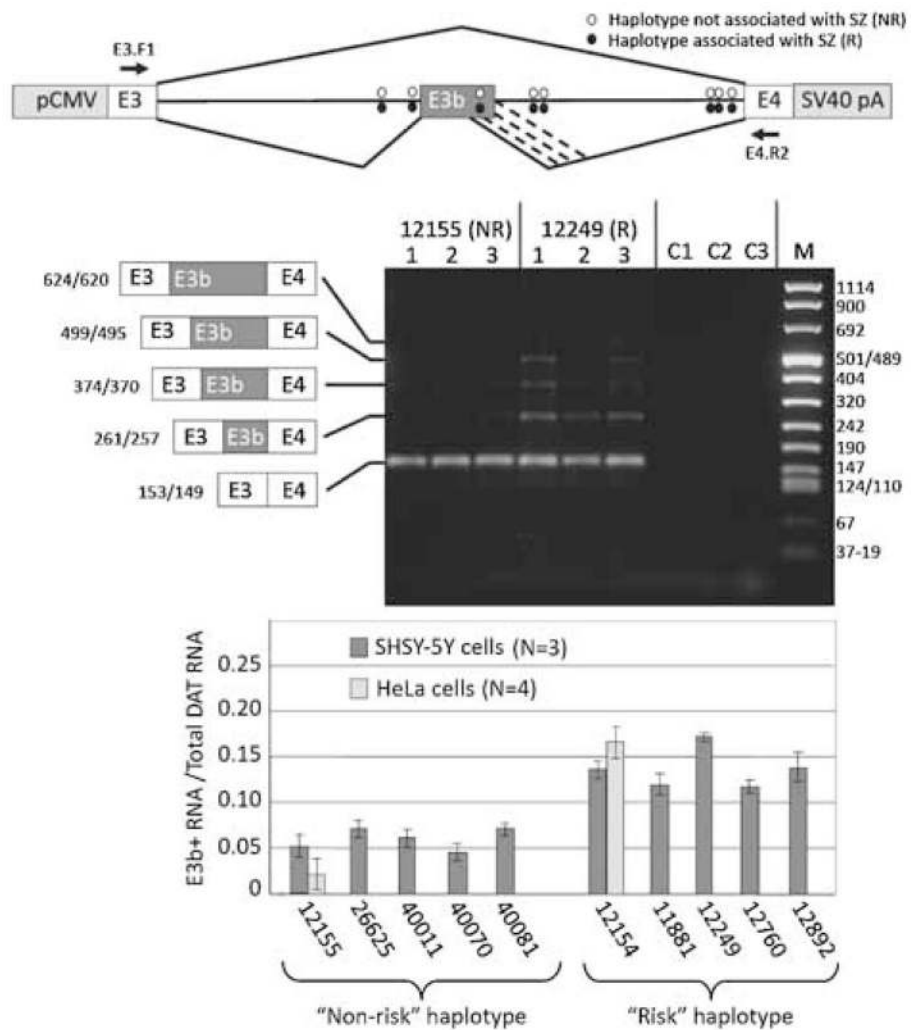 ○ Haplotype not associated with SZ (NR)
● Haplotype associated with SZ (R)
E3.F1
pCMV E3 E3b E4 SV40 pA
E4.R2
12155 (NR) 12249 (R)
1 2 3 1 2 3 C1 C2 C3 M
624/620 E3 E3b E4
499/495 E3 E3b E4
374/370 E3 E3b E4
261/257 E3 E3b E4
153/149 E3 E4
1114
900
692
501/489
404
320
242
190
147
124/110
67
37-19
E3b+ RNA /Total DAT RNA
0.25
0.20
0.15
0.10
0.05
0
SHSY-5Y cells (N=3)
HeLa cells (N=4)
12155 26625 40011 40070 40081 12154 11881 12249 12760 12892
"Non-risk" haplotype "Risk" haplotype